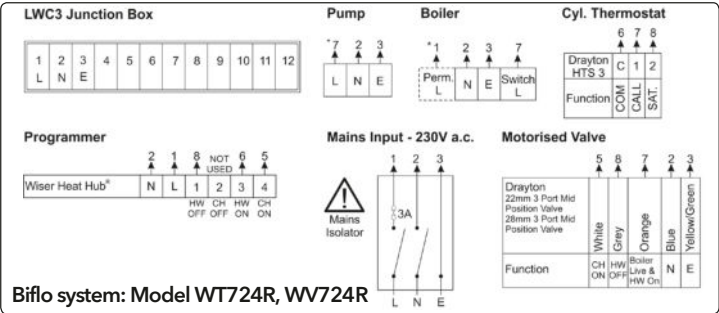 LWC3 Junction Box
1 2 3 4 5 6 7 8 9 10 11 12
L N E
Pump
*7 2 3
L N E
Boiler
*1 2 3 7
Perm. L N E Switch L
Cyl. Thermostat
6 7 8
Drayton HTS 3 C 1 2
Function COM CALL SAT.
Programmer
2 1 8 NOT USED 6 5
Wiser Heat Hub® N L 1 2 3 4
HW OFF CH OFF HW ON CH ON
Mains Input - 230V a.c.
1 2 3
3A
Mains
Isolator
L N E
Motorised Valve
5 8 7 2 3
Drayton
22mm 3 Port Mid
Position Valve
28mm 3 Port Mid
Position Valve
White Grey Orange Blue Yellow/Green
Function CH ON HW OFF Boiler Live & HW On N E
Biflo system: Model WT724R, WV724R